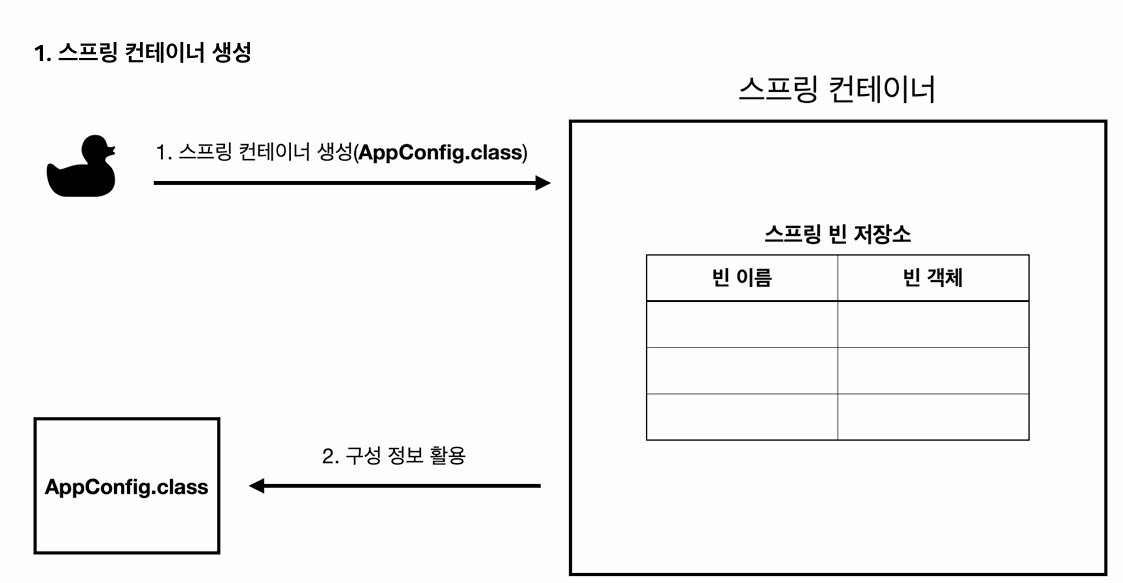 1. 스프링 컨테이너 생성
스프링 컨테이너
1. 스프링 컨테이너 생성(AppConfig.class)
스프링 빈 저장소
빈 이름
빈 객체
2. 구성 정보 활용
AppConfig.class